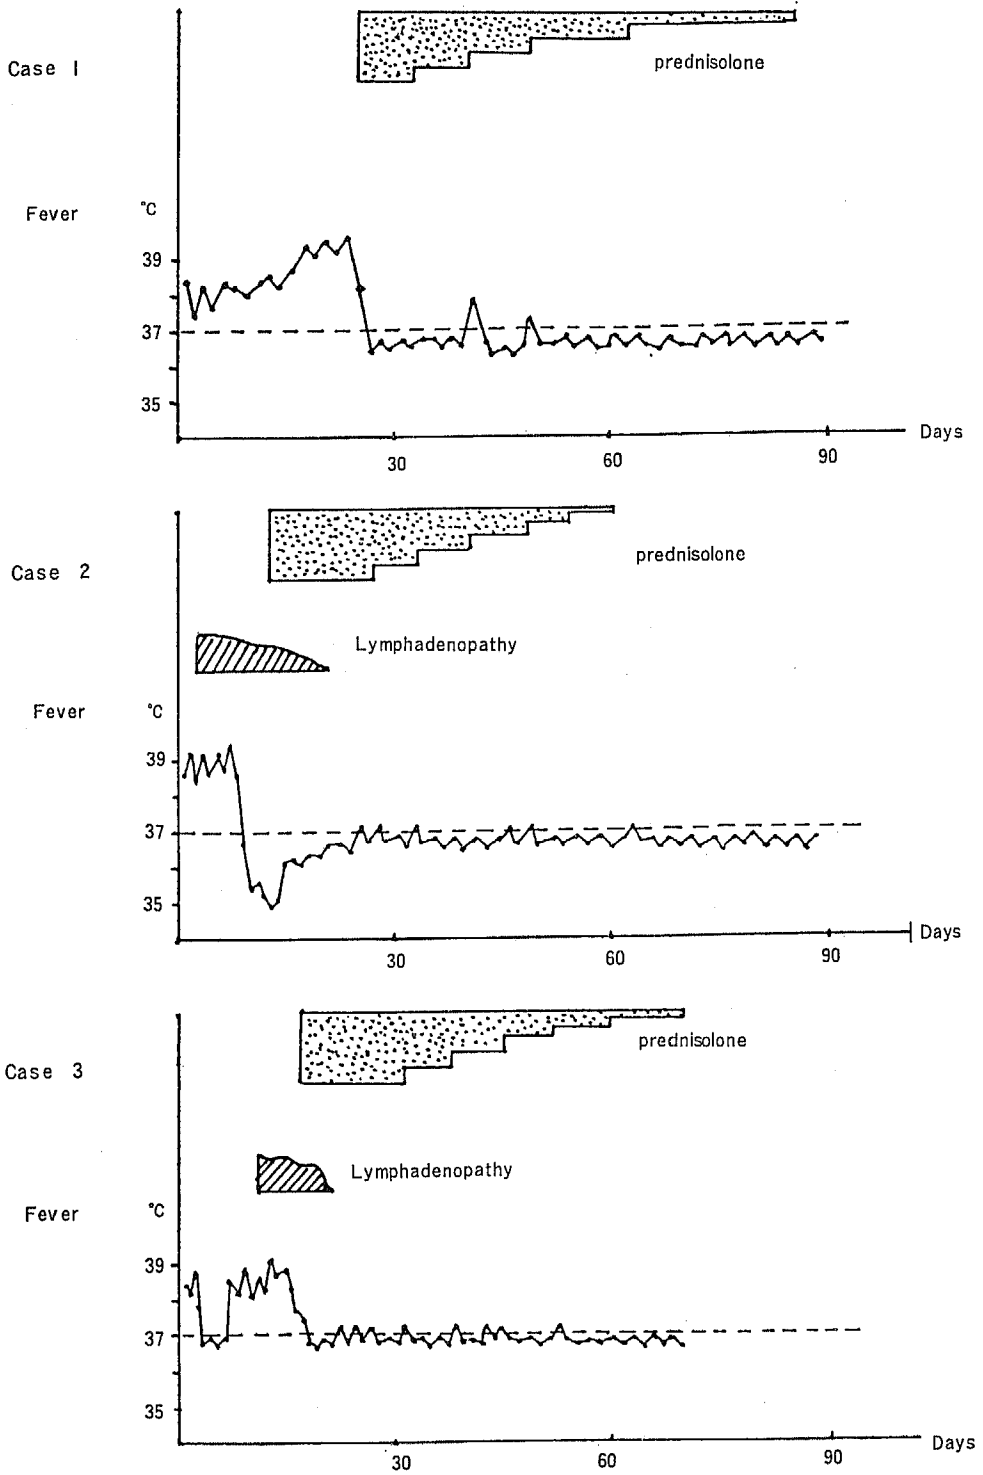 prednisolone
Case 1
Fever °C
39
37
35
Days
30 60 90
prednisolone
Case 2
Lymphadenopathy
Fever °C
39
37
35
Days
30 60 90
prednisolone
Case 3
Lymphadenopathy
Fever °C
39
37
35
Days
30 60 90